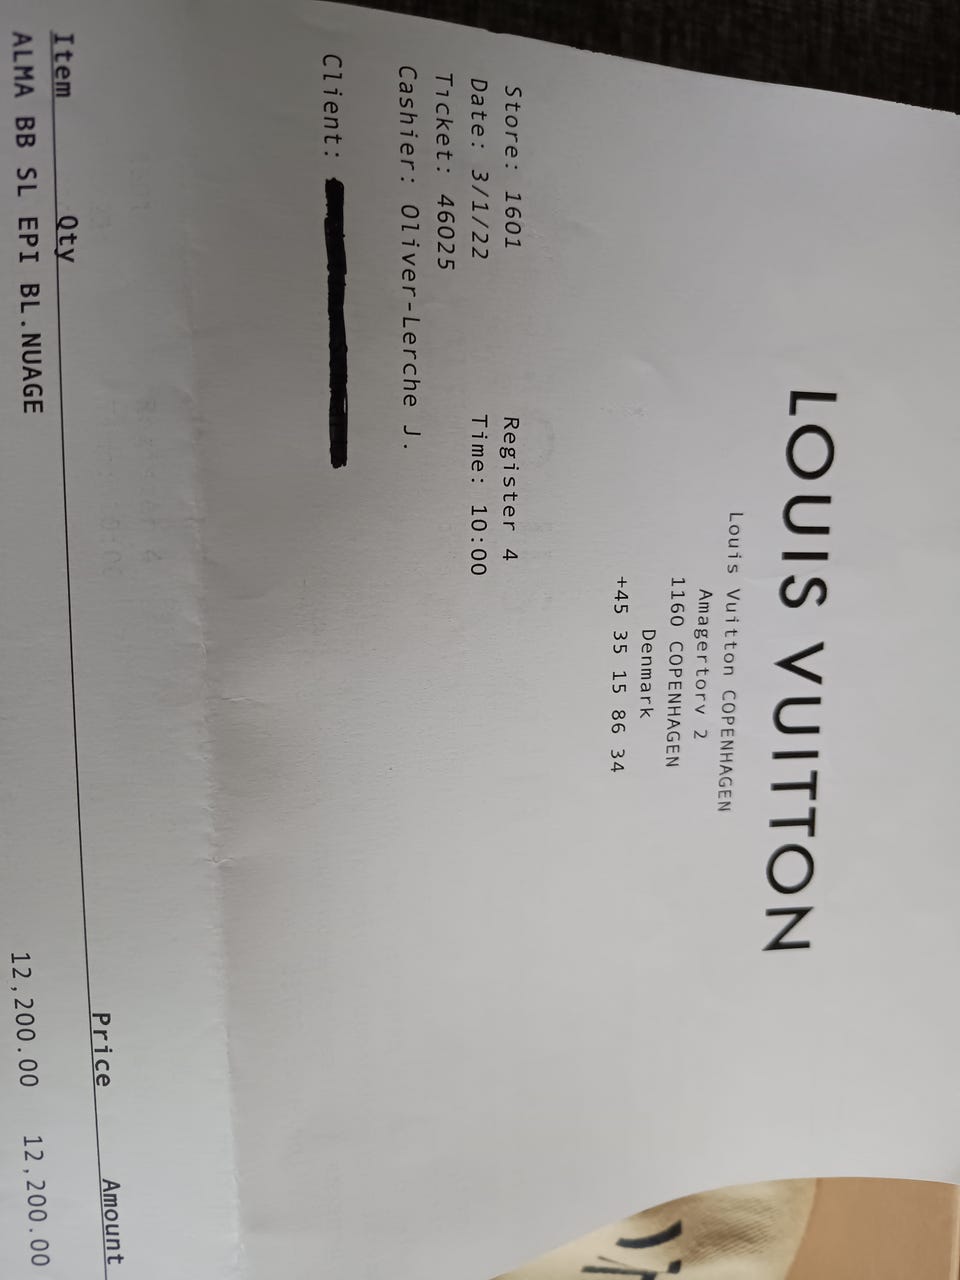 LOUIS VUITTON
Louis Vuitton COPENHAGEN
Amagertorv 2
1160 COPENHAGEN
Denmark
+45 35 15 86 34
Store: 1601 Register 4
Date: 3/1/22 Time: 10:00
Ticket: 46025
Cashier: Oliver-Lerche J.
Client:
Item Qty Price Amount
ALMA BB SL EPI BL.NUAGE
12,200.00 12,200.00